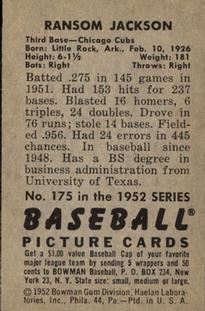 RANSOM JACKSON
Third Base—Chicago Cubs
Born: Little Rock, Ark., Feb. 10, 1926
Height: 6-1½ Weight: 181
Bats: Right Throws: Right
Batted .275 in 145 games in
1951. Had 153 hits for 237
bases. Blasted 16 homers, 6
triples, 24 doubles. Drove in
76 runs; stole 14 bases. Field-
ed .956. Had 24 errors in 445
chances. In baseball since
1948. Has a BS degree in
business administration from
University of Texas.
No. 175 in the 1952 SERIES
BASEBALL®
PICTURE CARDS
Get a $1.00 value Baseball Cap of your favorite
major league team by sending 5 wrappers and 50
cents to BOWMAN Baseball, P. O. BOX 234, New
York 23, N. Y. State size: small, medium or large.
©1952 Bowman Gum Division, Haelan Labora-
tories, Inc., Phila. 44, Pa.—Ptd. in U. S. A.